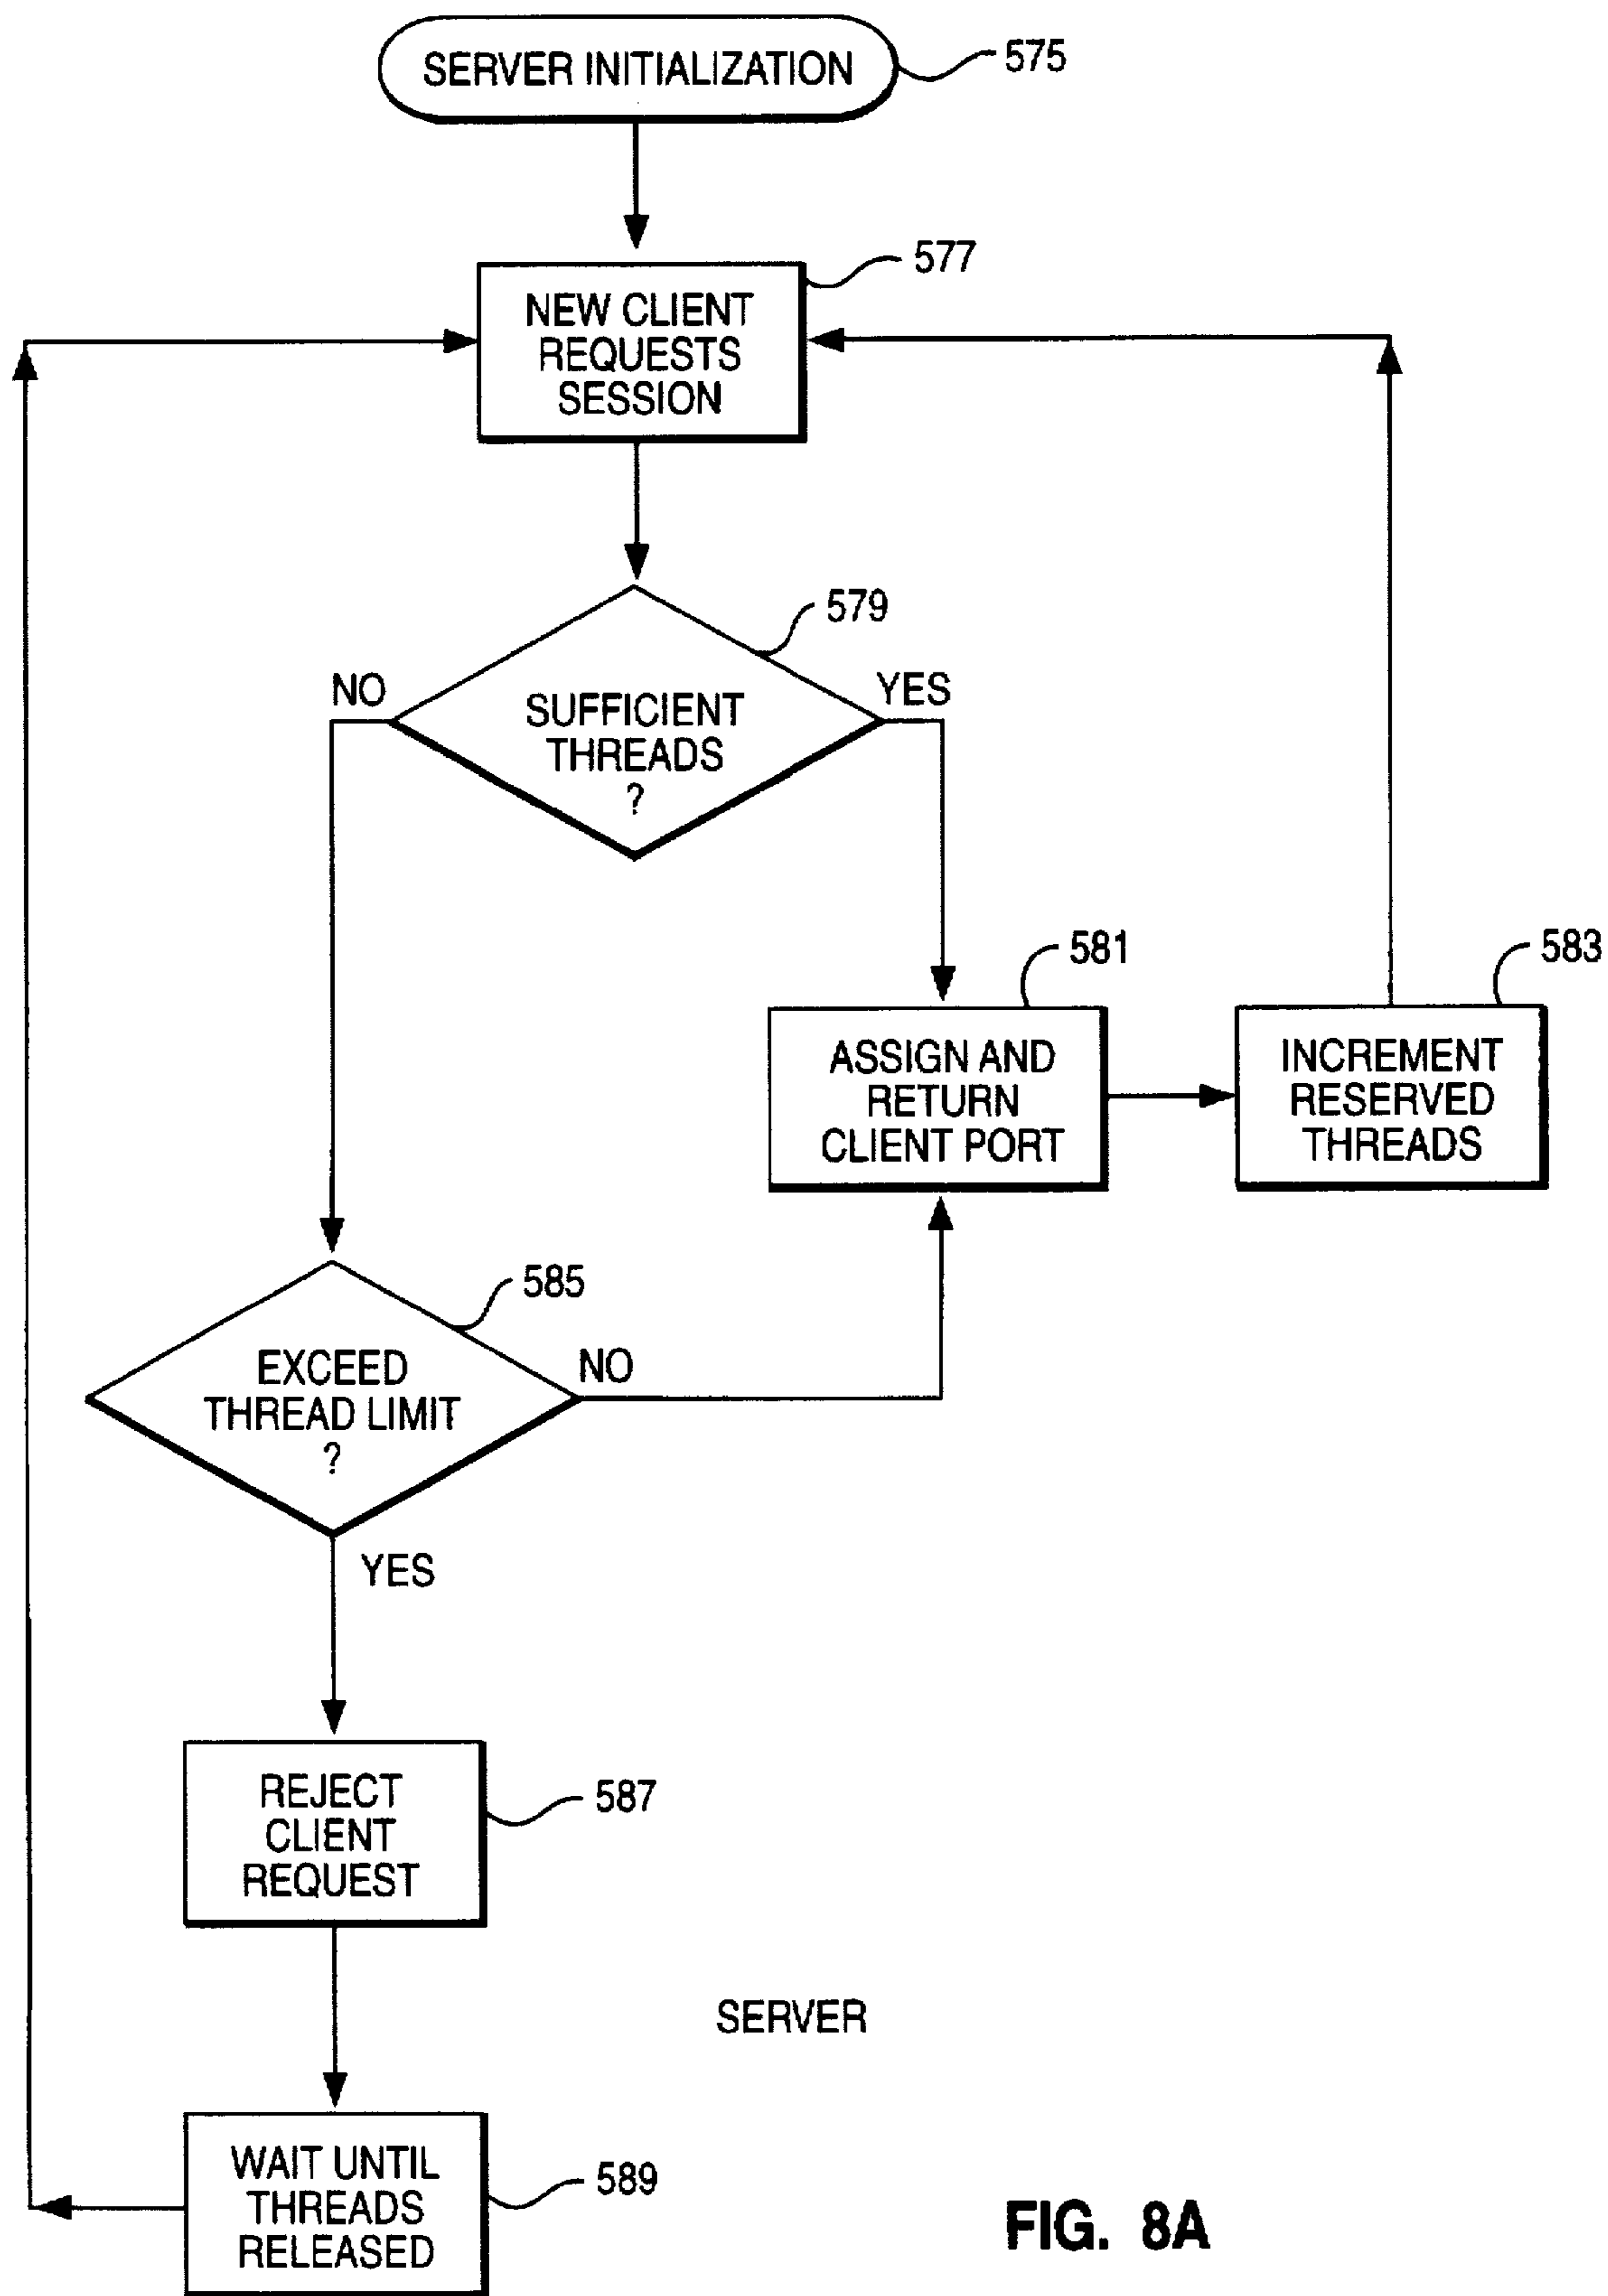 SERVER INITIALIZATION
575
577
NEW CLIENT
REQUESTS
SESSION
579
NO
YES
SUFFICIENT
THREADS
?
581
583
ASSIGN AND
RETURN
CLIENT PORT
INCREMENT
RESERVED
THREADS
585
EXCEED
THREAD LIMIT
?
NO
YES
REJECT
CLIENT
REQUEST
587
SERVER
WAIT UNTIL
THREADS
RELEASED
589
FIG. 8A